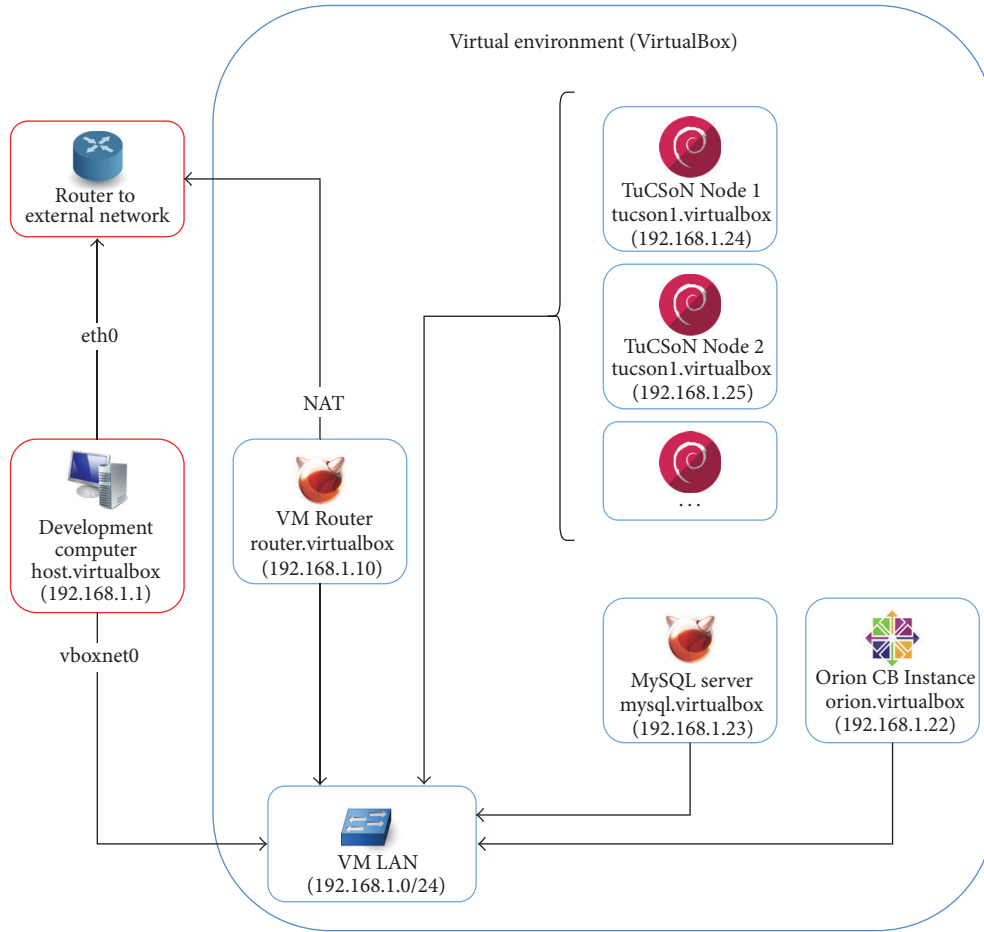 Virtual environment (VirtualBox)
Router to
external network
eth0
NAT
Development
computer
host.virtualbox
(192.168.1.1)
vboxnet0
VM Router
router.virtualbox
(192.168.1.10)
TuCSoN Node 1
tucson1.virtualbox
(192.168.1.24)
TuCSoN Node 2
tucson1.virtualbox
(192.168.1.25)
...
MySQL server
mysql.virtualbox
(192.168.1.23)
Orion CB Instance
orion.virtualbox
(192.168.1.22)
VM LAN
(192.168.1.0/24)